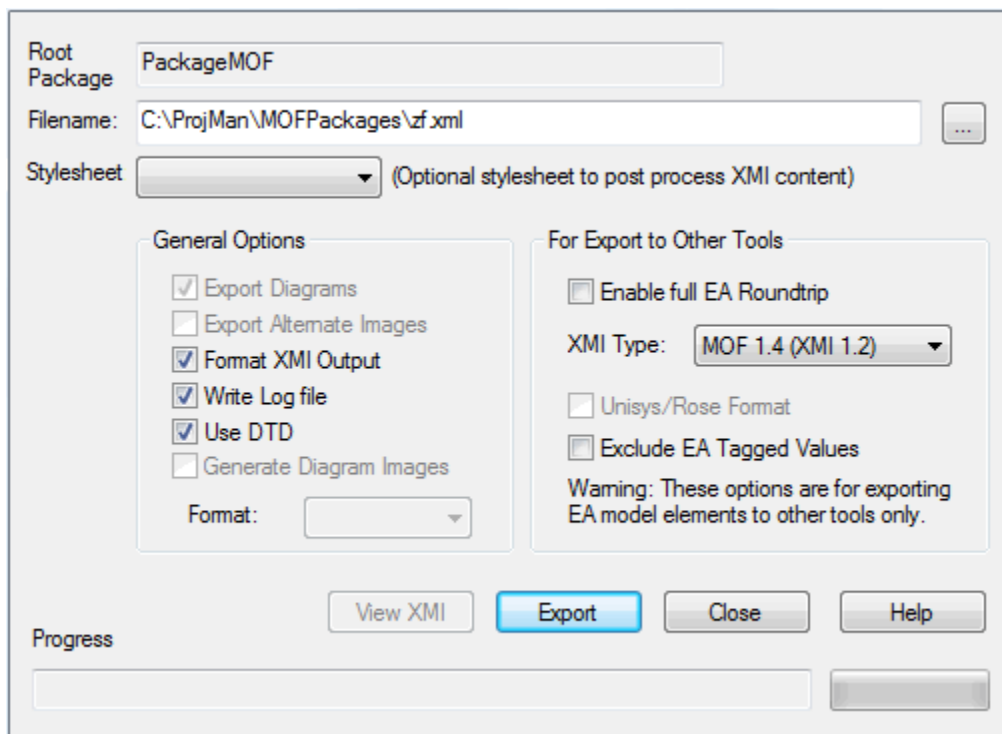 Root Package
PackageMOF
Filename:
C:\ProjMan\MOFPackages\zf.xml
...
Stylesheet
(Optional stylesheet to post process XMI content)
General Options
Export Diagrams
Export Alternate Images
Format XMI Output
Write Log file
Use DTD
Generate Diagram Images
Format:
For Export to Other Tools
Enable full EA Roundtrip
XMI Type:
MOF 1.4 (XMI 1.2)
Unisys/Rose Format
Exclude EA Tagged Values
Warning: These options are for exporting
EA model elements to other tools only.
View XMI
Export
Close
Help
Progress